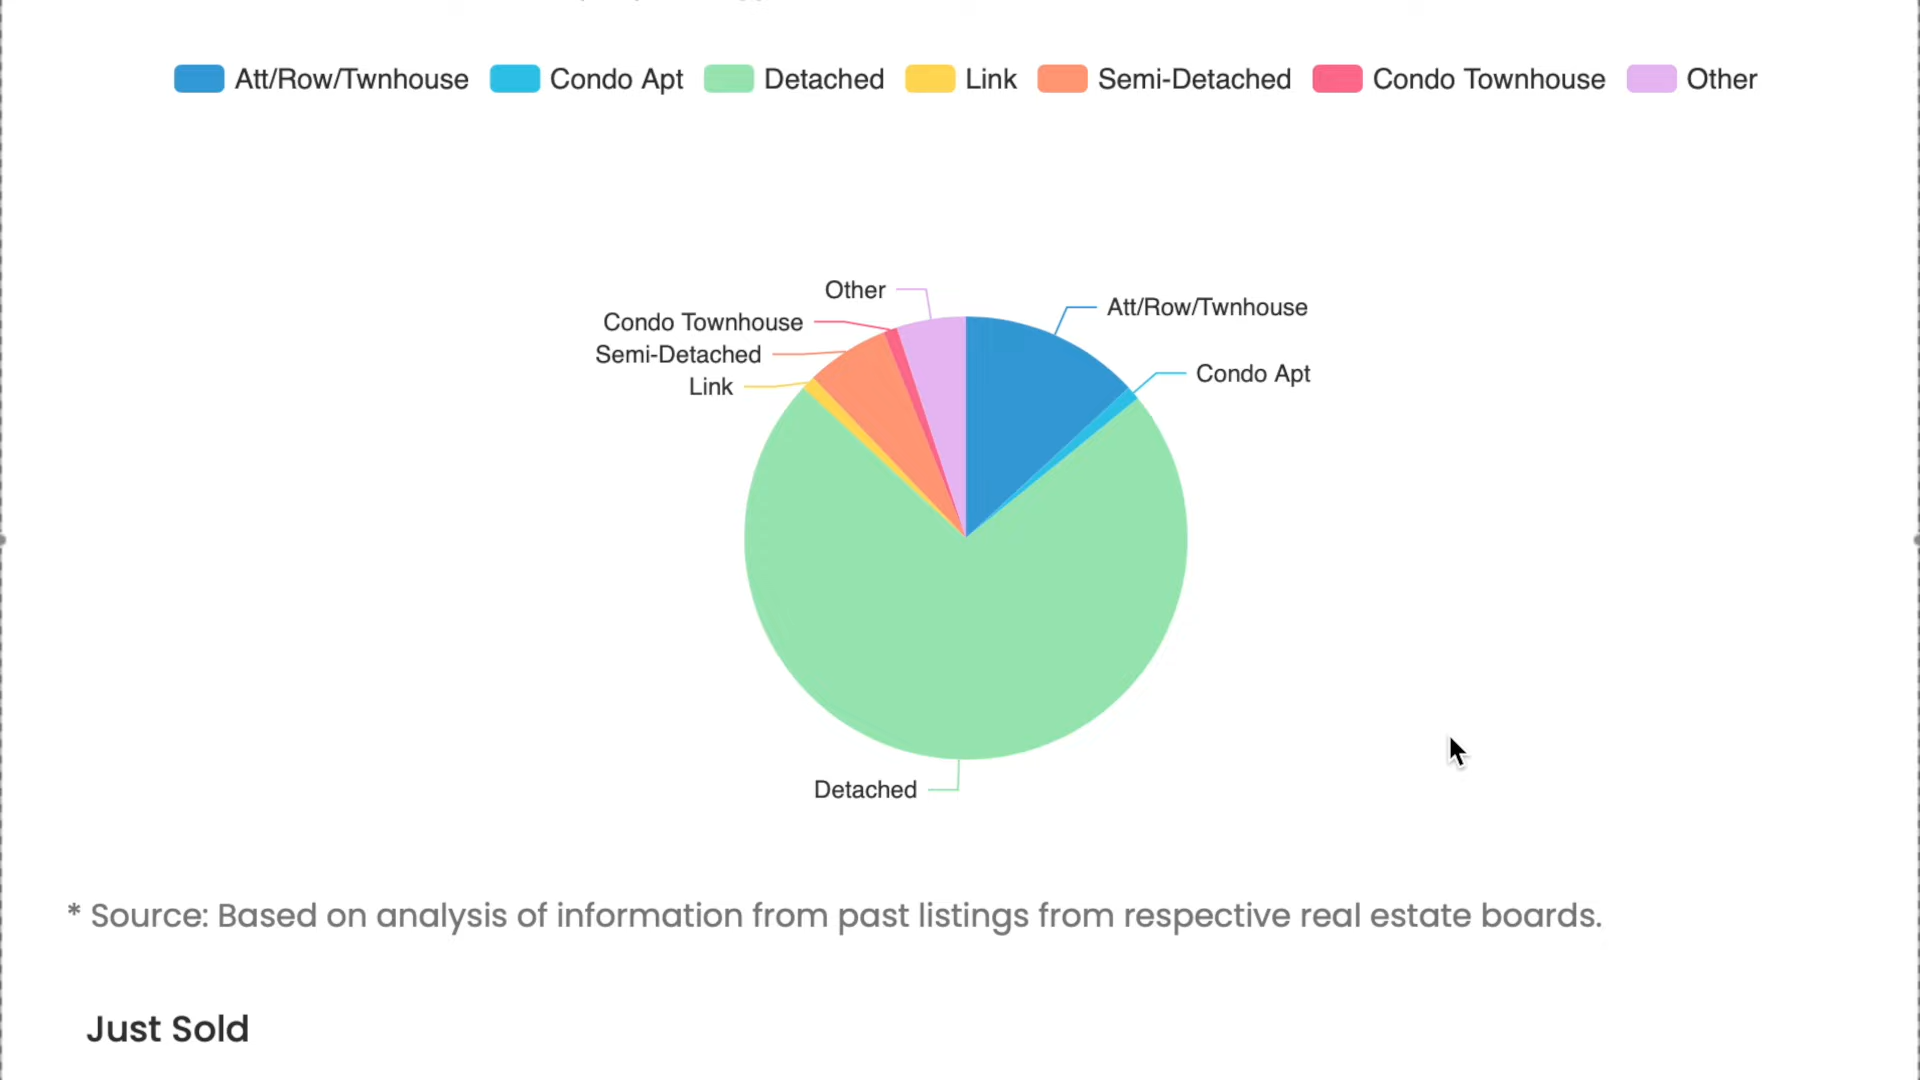 Att/Row/Twnhouse Condo Apt Detached Link Semi-Detached Condo Townhouse Other
Other
Att/Row/Twnhouse
Condo Townhouse
Semi-Detached
Condo Apt
Link
Detached
* Source: Based on analysis of information from past listings from respective real estate boards.
Just Sold